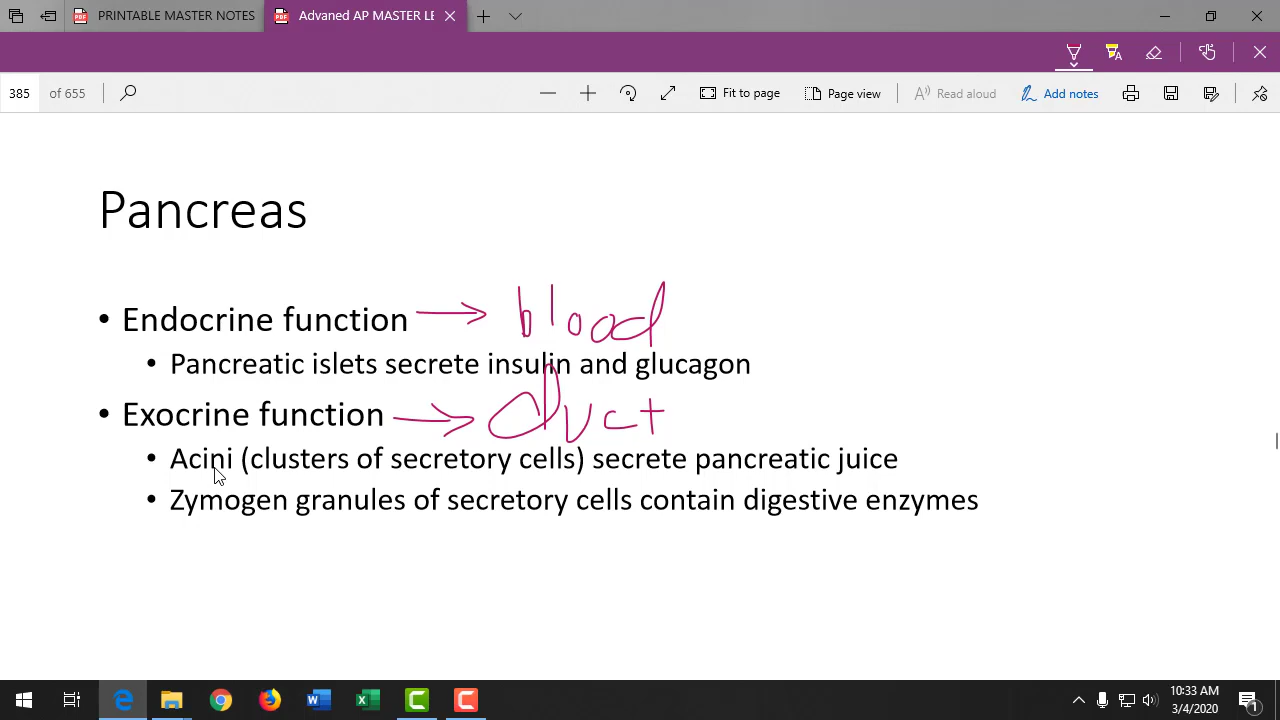 PRINTABLE MASTER NOTES
Advaned AP MASTER LE
385 of 655
Fit to page
Page view
Read aloud
Add notes
Pancreas
• Endocrine function → blood
• Pancreatic islets secrete insulin and glucagon
• Exocrine function → duct
• Acini (clusters of secretory cells) secrete pancreatic juice
• Zymogen granules of secretory cells contain digestive enzymes
10:33 AM
3/4/2020